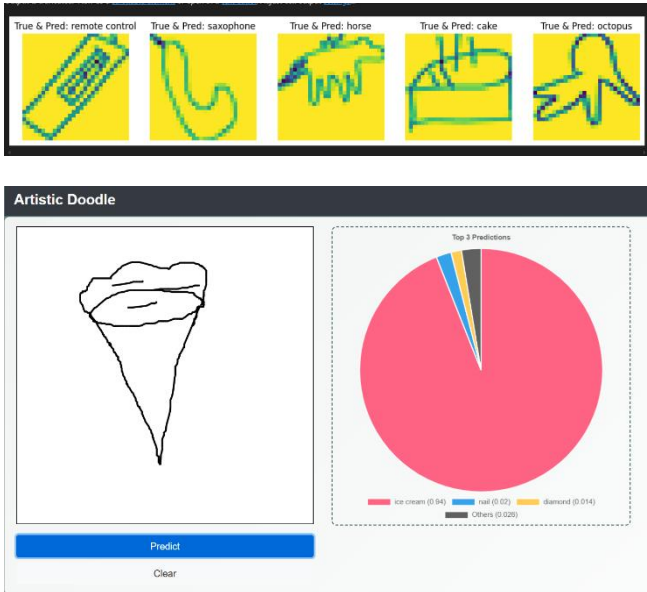 True & Pred: remote control True & Pred: saxophone True & Pred: horse True & Pred: cake True & Pred: octopus
Artistic Doodle
Top 3 Predictions
ice cream (0.94) nail (0.02) diamond (0.014)
Others (0.026)
Predict
Clear